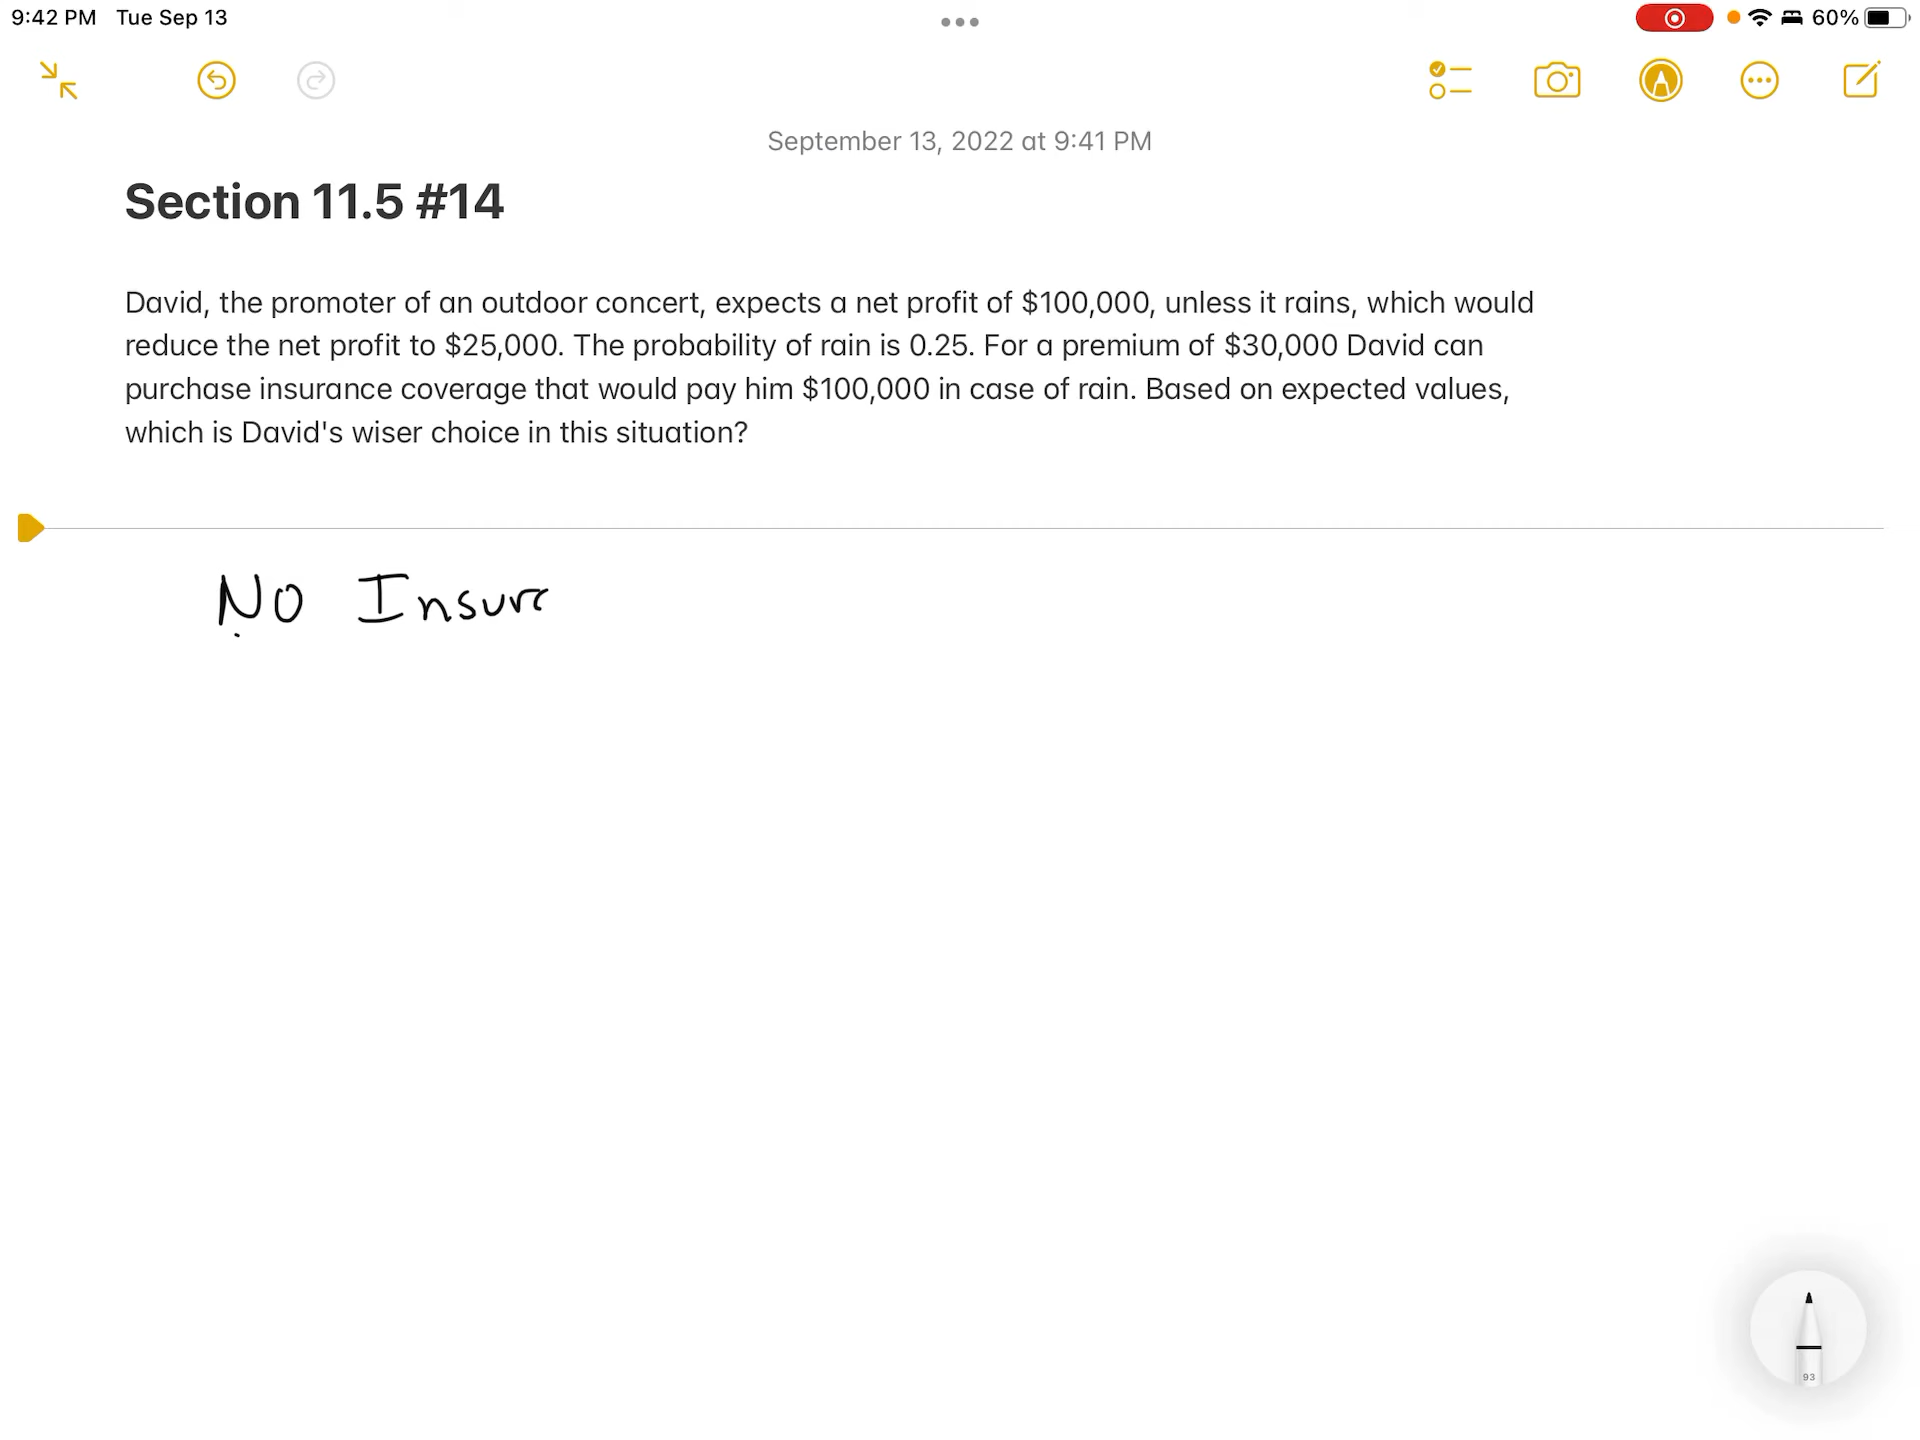 9:42 PM Tue Sep 13
60%
September 13, 2022 at 9:41 PM
Section 11.5 #14
David, the promoter of an outdoor concert, expects a net profit of $100,000, unless it rains, which would
reduce the net profit to $25,000. The probability of rain is 0.25. For a premium of $30,000 David can
purchase insurance coverage that would pay him $100,000 in case of rain. Based on expected values,
which is David's wiser choice in this situation?
No Insur
93